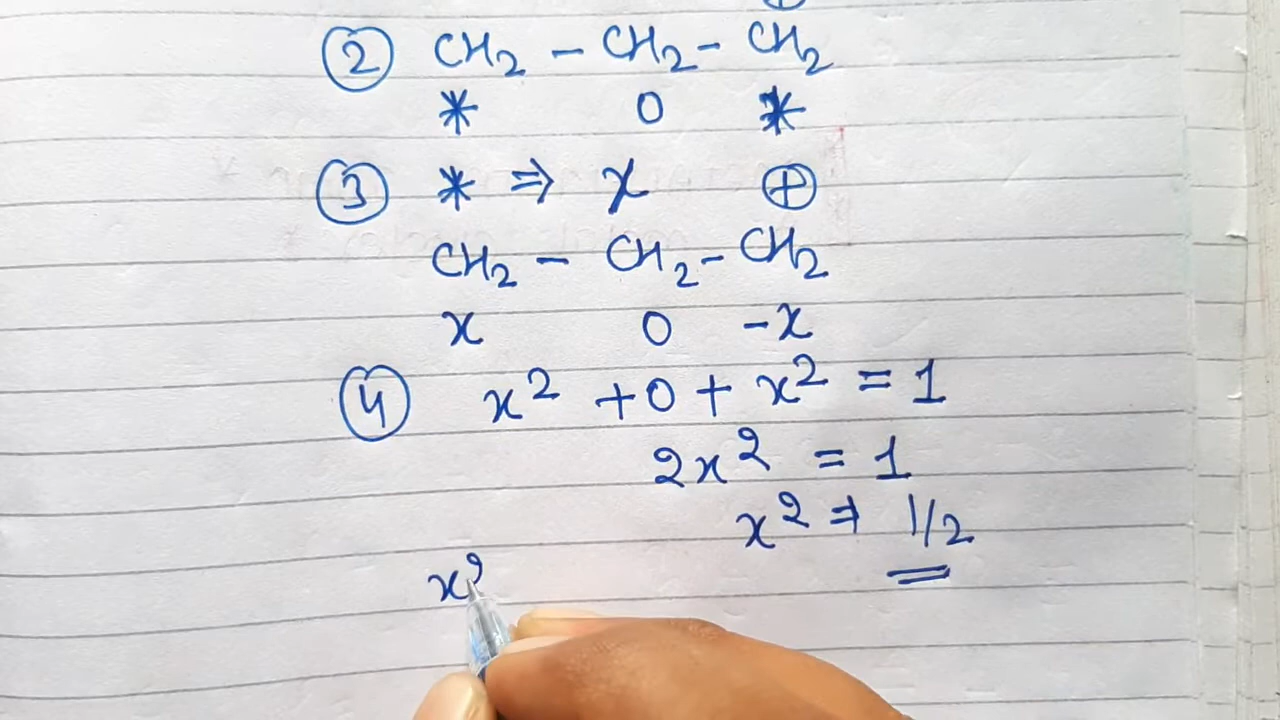 ② CH₂ - CH₂ - CH₂
* 0 *
③ * ⇒ x ⊕
CH₂ - CH₂ - CH₂
x 0 -x
④ x² + 0 + x² = 1
2x² = 1
x² ⇒ 1/2
x²